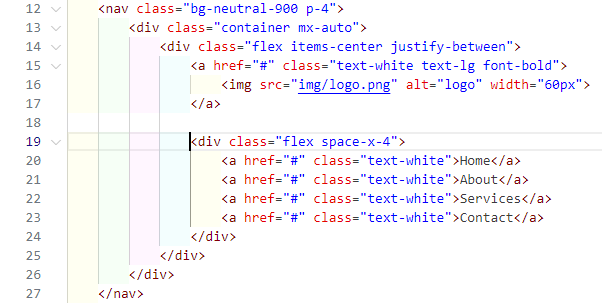 12 <nav class="bg-neutral-900 p-4">
13 <div class="container mx-auto">
14 <div class="flex items-center justify-between">
15 <a href="#" class="text-white text-lg font-bold">
16 <img src="img/logo.png" alt="logo" width="60px">
17 </a>
18
19 <div class="flex space-x-4">
20 <a href="#" class="text-white">Home</a>
21 <a href="#" class="text-white">About</a>
22 <a href="#" class="text-white">Services</a>
23 <a href="#" class="text-white">Contact</a>
24 </div>
25 </div>
26 </div>
27 </nav>